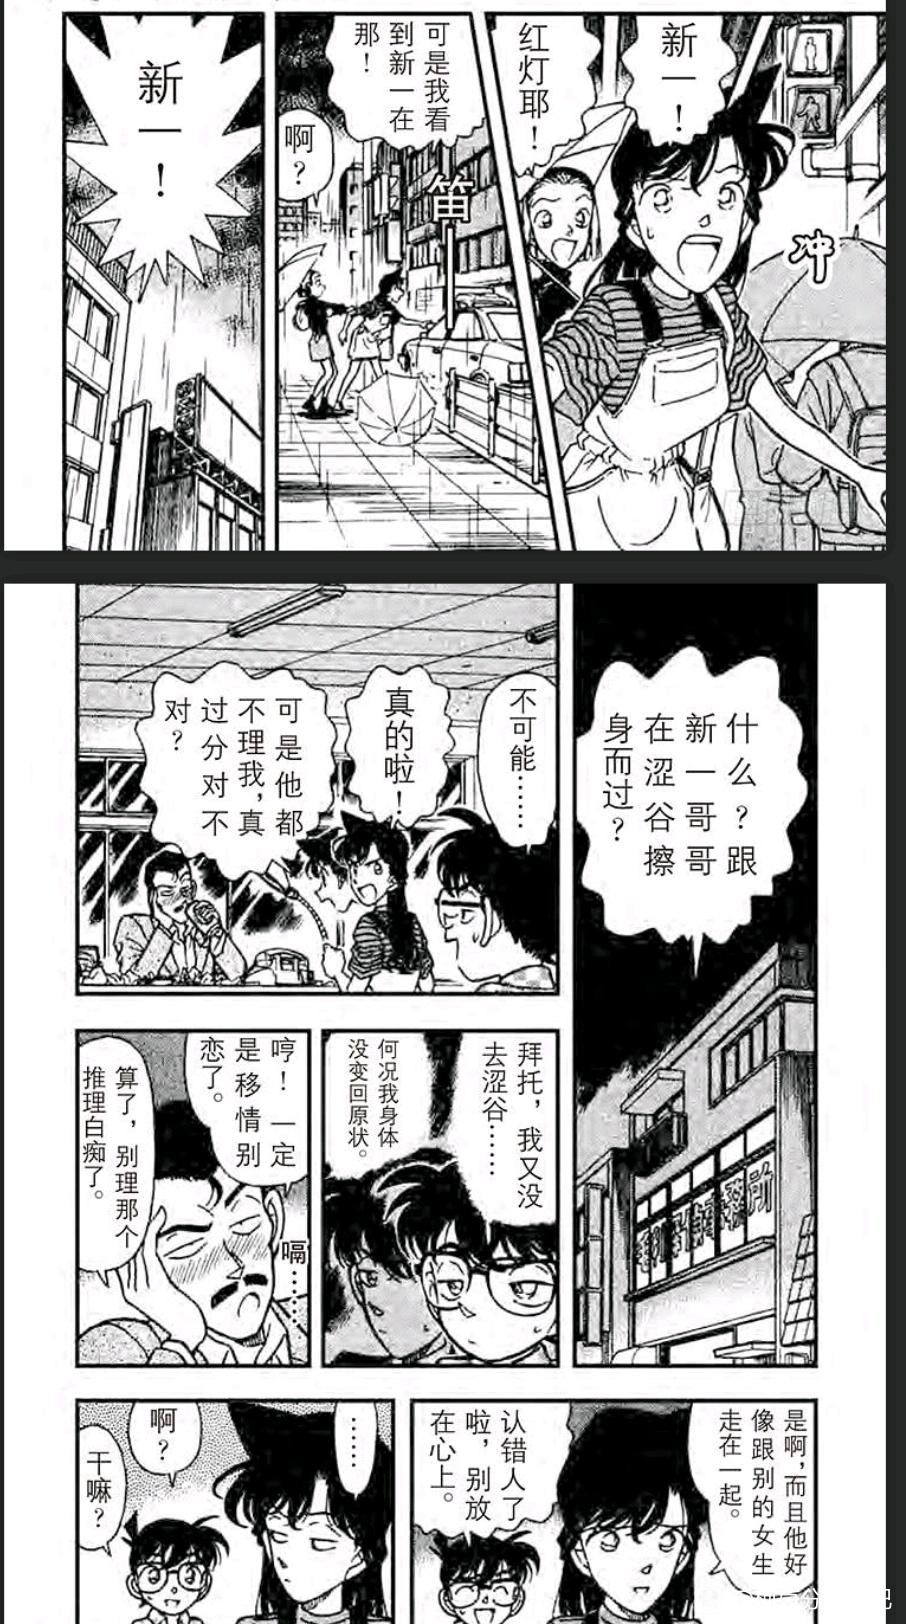 新一！
红灯耶！
冲
可是我看
到新一在
那！
啊？
笛
新一！
什么？跟
新一哥哥
在涩谷擦
身而过？
不可能……
真的啦！
可是他都
不理我，真
过分对不
对？
拜托，我又没
去涩谷……
何况我身体
没变回原状。
哼！一定
是移情别
恋了。
嗝……
算了，别理那个
推理白痴了。
是啊，而且他好
像跟别的女生
走在一起。
认错人了
啦，别放
在心上。
……
啊？
干嘛？